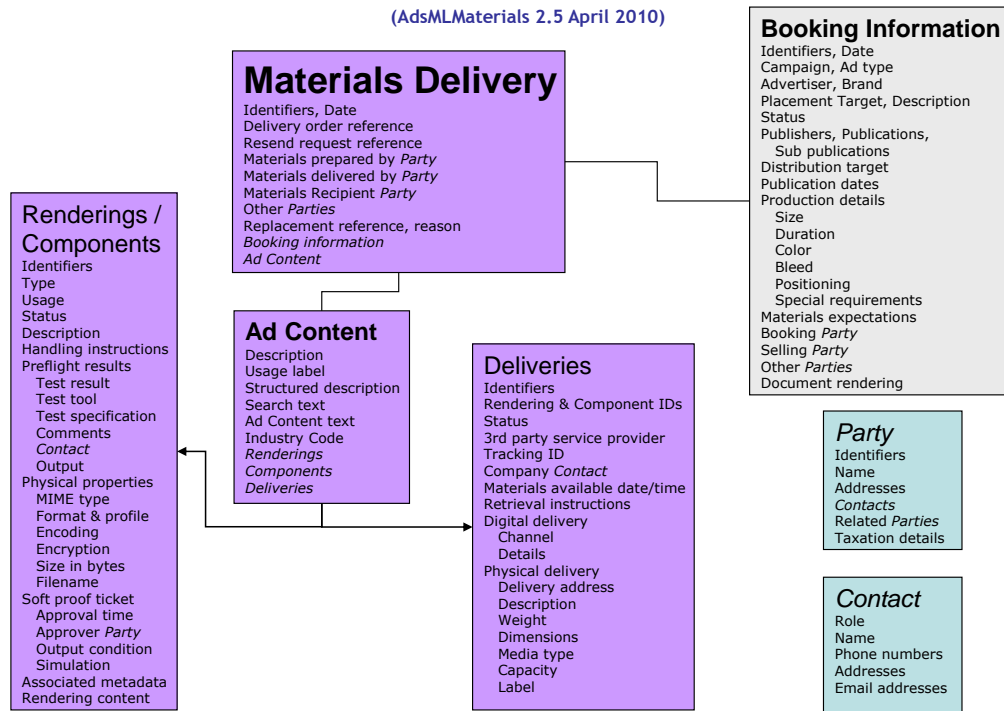 (AdsMLMaterials 2.5 April 2010)
Materials Delivery
Identifiers, Date
Delivery order reference
Resend request reference
Materials prepared by Party
Materials delivered by Party
Materials Recipient Party
Other Parties
Replacement reference, reason
Booking information
Ad Content
Booking Information
Identifiers, Date
Campaign, Ad type
Advertiser, Brand
Placement Target, Description
Status
Publishers, Publications,
Sub publications
Distribution target
Publication dates
Production details
Size
Duration
Color
Bleed
Positioning
Special requirements
Materials expectations
Booking Party
Selling Party
Other Parties
Document rendering
Renderings /
Components
Identifiers
Type
Usage
Status
Description
Handling instructions
Preflight results
Test result
Test tool
Test specification
Comments
Contact
Output
Physical properties
MIME type
Format & profile
Encoding
Encryption
Size in bytes
Filename
Soft proof ticket
Approval time
Approver Party
Output condition
Simulation
Associated metadata
Rendering content
Ad Content
Description
Usage label
Structured description
Search text
Ad Content text
Industry Code
Renderings
Components
Deliveries
Deliveries
Identifiers
Rendering & Component IDs
Status
3rd party service provider
Tracking ID
Company Contact
Materials available date/time
Retrieval instructions
Digital delivery
Channel
Details
Physical delivery
Delivery address
Description
Weight
Dimensions
Media type
Capacity
Label
Party
Identifiers
Name
Addresses
Contacts
Related Parties
Taxation details
Contact
Role
Name
Phone numbers
Addresses
Email addresses